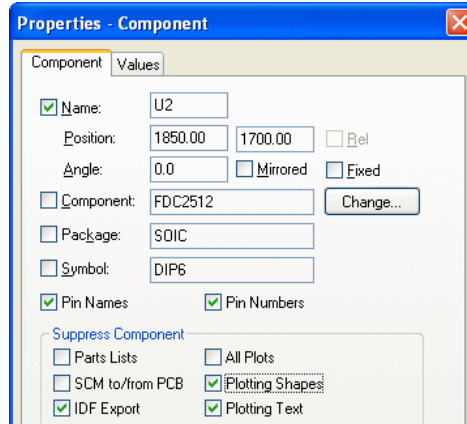 Properties - Component
Component Values
Name: U2
Position: 1850.00 1700.00 Rel
Angle: 0.0 Mirrored Fixed
Component: FDC2512 Change...
Package: SOIC
Symbol: DIP6
Pin Names Pin Numbers
Suppress Component
Parts Lists All Plots
SCM to/from PCB Plotting Shapes
IDF Export Plotting Text